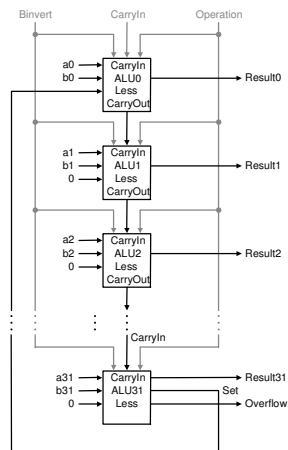 Binvert CarryIn Operation
a0 CarryIn
b0 ALU0 Result0
Less
CarryOut
a1 CarryIn
b1 ALU1 Result1
0 Less
CarryOut
a2 CarryIn
b2 ALU2 Result2
0 Less
CarryOut
CarryIn
a31 CarryIn Result31
b31 ALU31 Set
0 Less Overflow